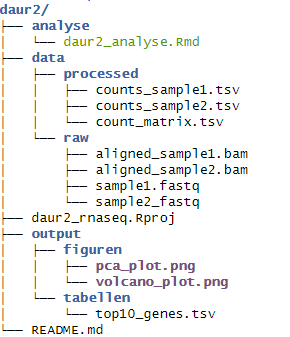 daur2/
├── analyse
│   └── daur2_analyse.Rmd
├── data
│   ├── processed
│   │   ├── counts_sample1.tsv
│   │   ├── counts_sample2.tsv
│   │   └── count_matrix.tsv
│   └── raw
│       ├── aligned_sample1.bam
│       ├── aligned_sample2.bam
│       ├── sample1.fastq
│       └── sample2_fastq
├── daur2_rnaseq.Rproj
├── output
│   ├── figuren
│   │   ├── pca_plot.png
│   │   └── volcano_plot.png
│   └── tabellen
│       └── top10_genes.tsv
└── README.md